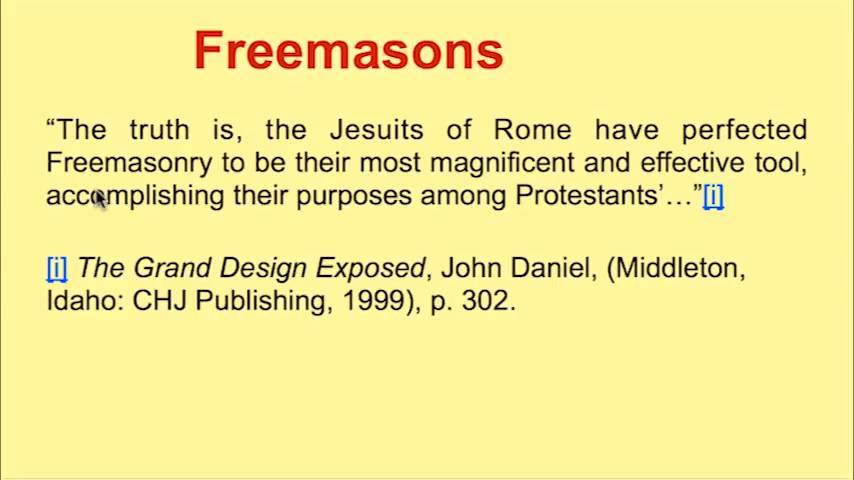 Freemasons
“The truth is, the Jesuits of Rome have perfected
Freemasonry to be their most magnificent and effective tool,
accomplishing their purposes among Protestants’…”[i]
[i] The Grand Design Exposed, John Daniel, (Middleton,
Idaho: CHJ Publishing, 1999), p. 302.